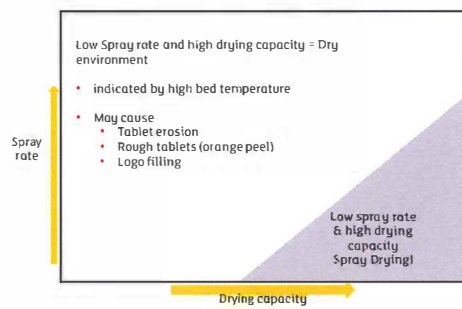 Low Spray rate and high drying capacity = Dry
environment
• indicated by high bed temperature
• May cause
• Tablet erosion
• Rough tablets (orange peel)
• Logo filling
Spray
rate
Low spray rate
& high drying
capacity
Spray Drying!
Drying capacity